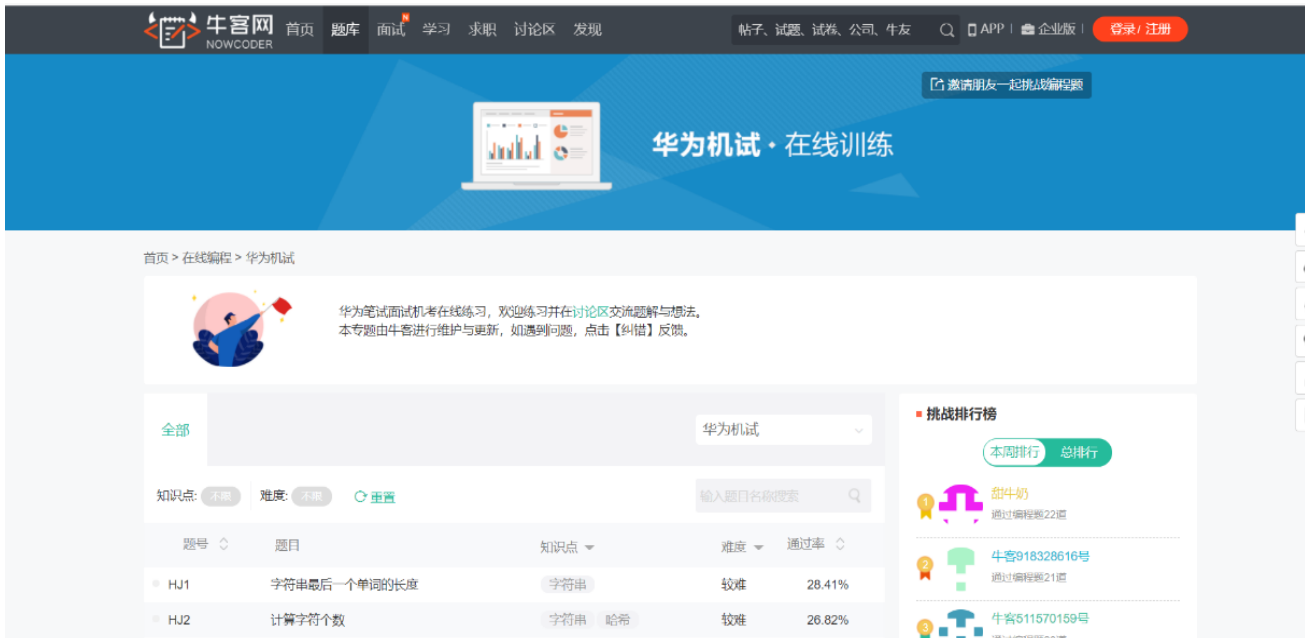 牛客网
NOWCODER
首页 题库 面试 学习 求职 讨论区 发现
帖子、试题、试卷、公司、牛友
APP | 企业版 |
登录/ 注册
邀请朋友一起挑战编程题
华为机试·在线训练
首页 > 在线编程 > 华为机试
华为笔试面试机考在线练习，欢迎练习并在讨论区交流题解与想法。
本专题由牛客进行维护与更新，如遇到问题，点击【纠错】反馈。
全部
华为机试
知识点: 不限 难度: 不限 重置
输入题目名称搜索
题号 题目 知识点 难度 通过率
HJ1 字符串最后一个单词的长度 字符串 较难 28.41%
HJ2 计算字符个数 字符串 哈希 较难 26.82%
挑战排行榜
本周排行 总排行
1 甜牛奶
通过编程题22道
2 牛客918328616号
通过编程题21道
3 牛客511570159号